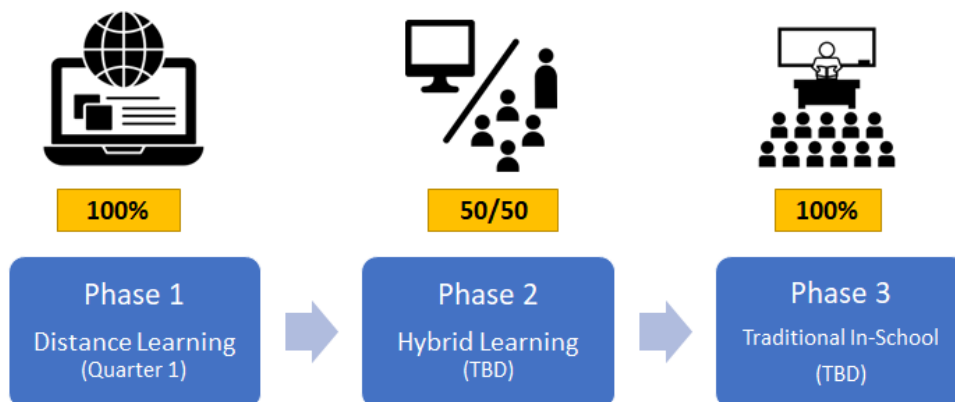 100%
50/50
100%
Phase 1
Distance Learning
(Quarter 1)
Phase 2
Hybrid Learning
(TBD)
Phase 3
Traditional In-School
(TBD)